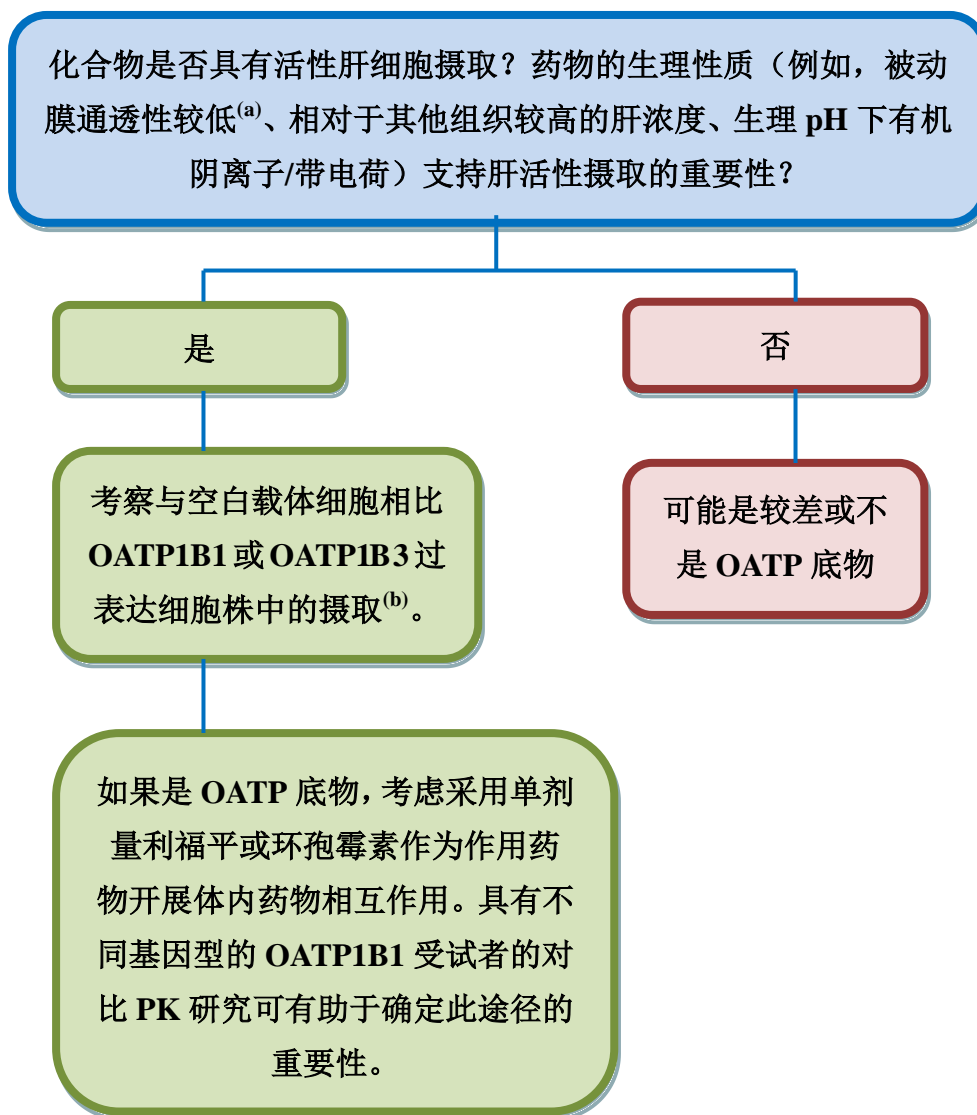 化合物是否具有活性肝细胞摄取？药物的生理性质（例如，被动
膜通透性较低(a)、相对于其他组织较高的肝浓度、生理 pH 下有机
阴离子/带电荷）支持肝活性摄取的重要性？
是
否
考察与空白载体细胞相比
OATP1B1 或 OATP1B3 过
表达细胞株中的摄取(b)。
可能是较差或不
是 OATP 底物
如果是 OATP 底物，考虑采用单剂
量利福平或环孢霉素作为作用药
物开展体内药物相互作用。具有不
同基因型的 OATP1B1 受试者的对
比 PK 研究可有助于确定此途径的
重要性。